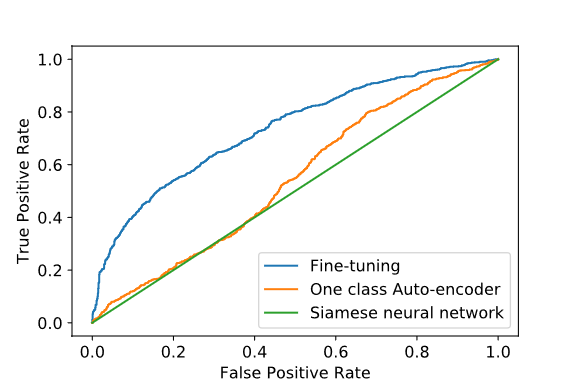 1.0
0.8
0.6
0.4
0.2
0.0
True Positive Rate
Fine-tuning
One class Auto-encoder
Siamese neural network
0.0 0.2 0.4 0.6 0.8 1.0
False Positive Rate